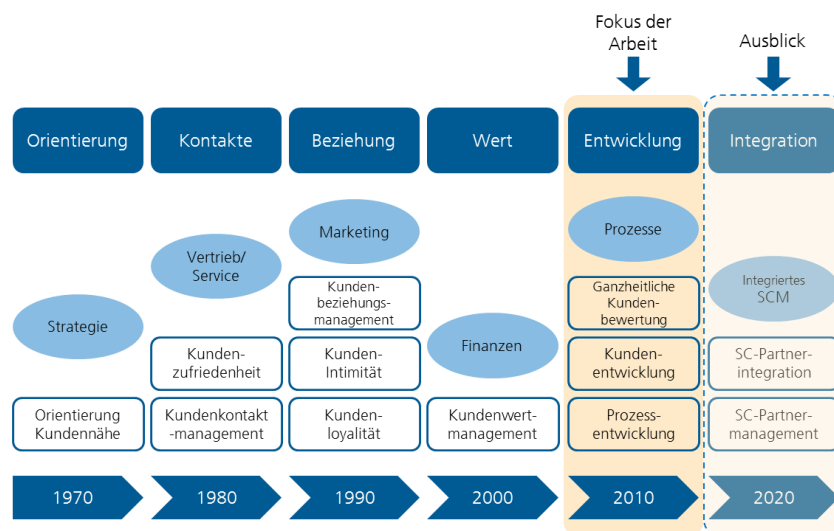 Fokus der
Arbeit
Ausblick
Orientierung
Kontakte
Beziehung
Wert
Entwicklung
Integration
Strategie
Orientierung
Kundennähe
Vertrieb/
Service
Kunden-
zufriedenheit
Kundenkontakt
-management
Marketing
Kunden-
beziehungs-
management
Kunden-
Intimität
Kunden-
loyalität
Finanzen
Kundenwert-
management
Prozesse
Ganzheitliche
Kunden-
bewertung
Kunden-
entwicklung
Prozess-
entwicklung
Integriertes
SCM
SC-Partner-
integration
SC-Partner-
management
1970
1980
1990
2000
2010
2020